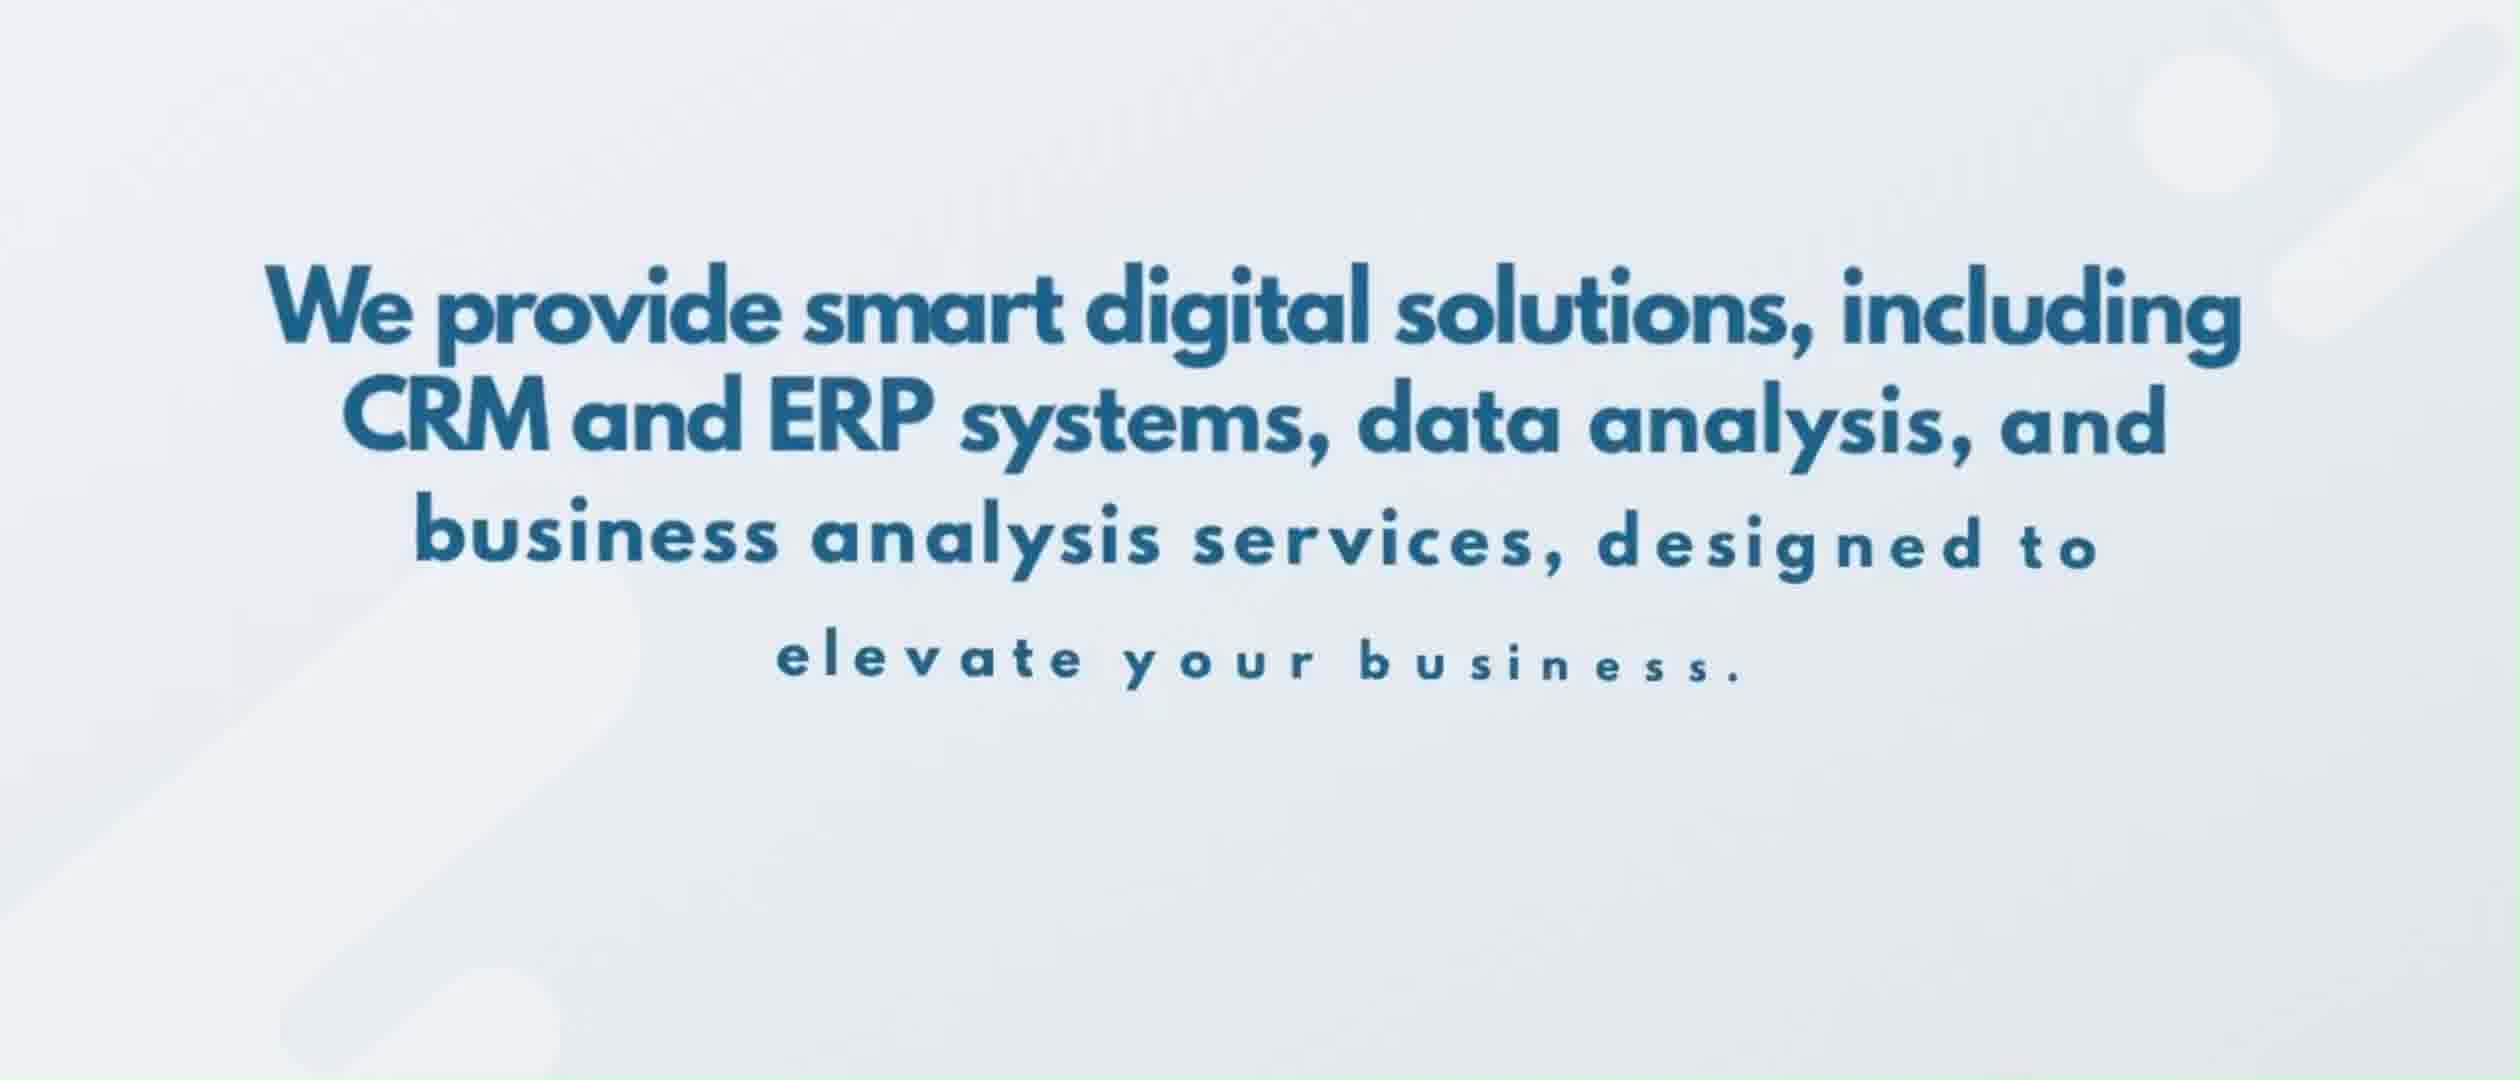 We provide smart digital solutions, including
CRM and ERP systems, data analysis, and
business analysis services, designed to
elevate your business.